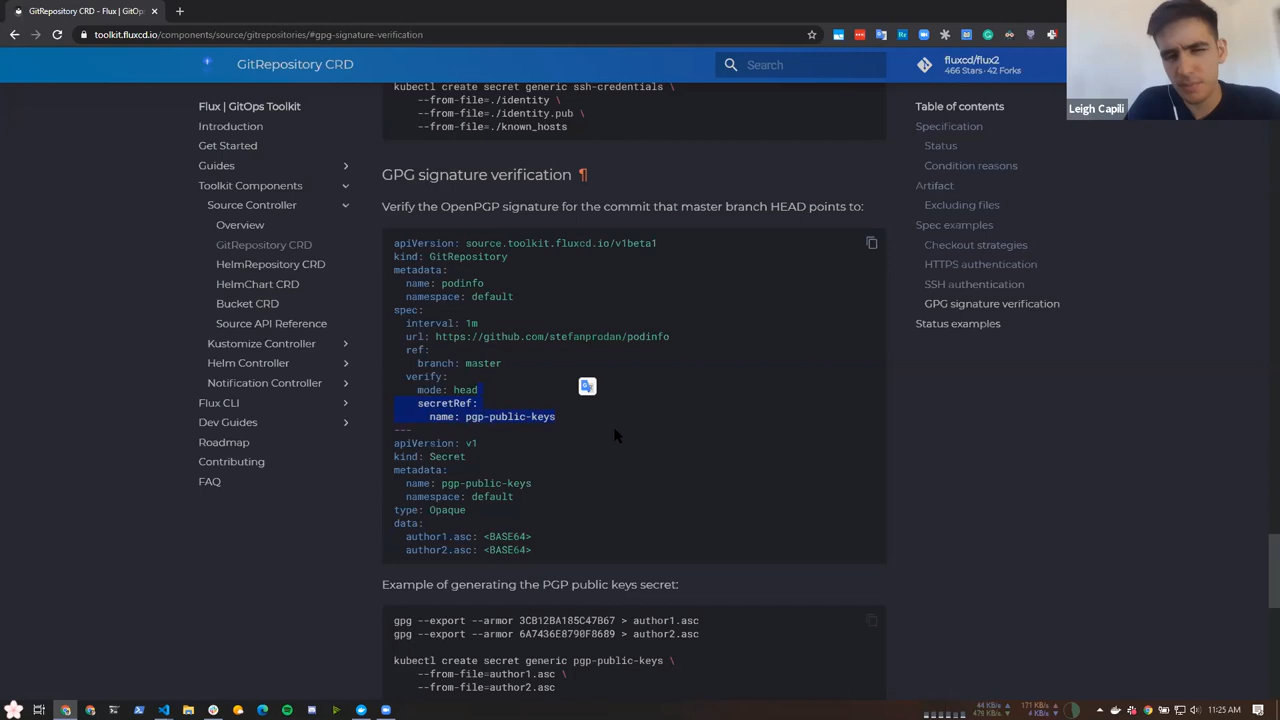 GitRepository CRD - Flux | GitOps
toolkit.fluxcd.io/components/source/gitrepositories/#gpg-signature-verification
GitRepository CRD
Search
fluxcd/flux2
466 Stars · 42 Forks
Leigh Capili
Flux | GitOps Toolkit
Introduction
Get Started
Guides
Toolkit Components
Source Controller
Overview
GitRepository CRD
HelmRepository CRD
HelmChart CRD
Bucket CRD
Source API Reference
Kustomize Controller
Helm Controller
Notification Controller
Flux CLI
Dev Guides
Roadmap
Contributing
FAQ
kubectl create secret generic ssh-credentials \
--from-file=./identity \
--from-file=./identity.pub \
--from-file=./known_hosts
GPG signature verification ¶
Verify the OpenPGP signature for the commit that master branch HEAD points to:
apiVersion: source.toolkit.fluxcd.io/v1beta1
kind: GitRepository
metadata:
name: podinfo
namespace: default
spec:
interval: 1m
url: https://github.com/stefanprodan/podinfo
ref:
branch: master
verify:
mode: head
secretRef:
name: pgp-public-keys
---
apiVersion: v1
kind: Secret
metadata:
name: pgp-public-keys
namespace: default
type: Opaque
data:
author1.asc: <BASE64>
author2.asc: <BASE64>
Example of generating the PGP public keys secret:
gpg --export --armor 3CB12BA185C47B67 > author1.asc
gpg --export --armor 6A7436E8790F8689 > author2.asc
kubectl create secret generic pgp-public-keys \
--from-file=author1.asc \
--from-file=author2.asc
Table of contents
Specification
Status
Condition reasons
Artifact
Excluding files
Spec examples
Checkout strategies
HTTPS authentication
SSH authentication
GPG signature verification
Status examples
44 KB/s
171 KB/s
479 MB/s
4 KB/s
11:25 AM